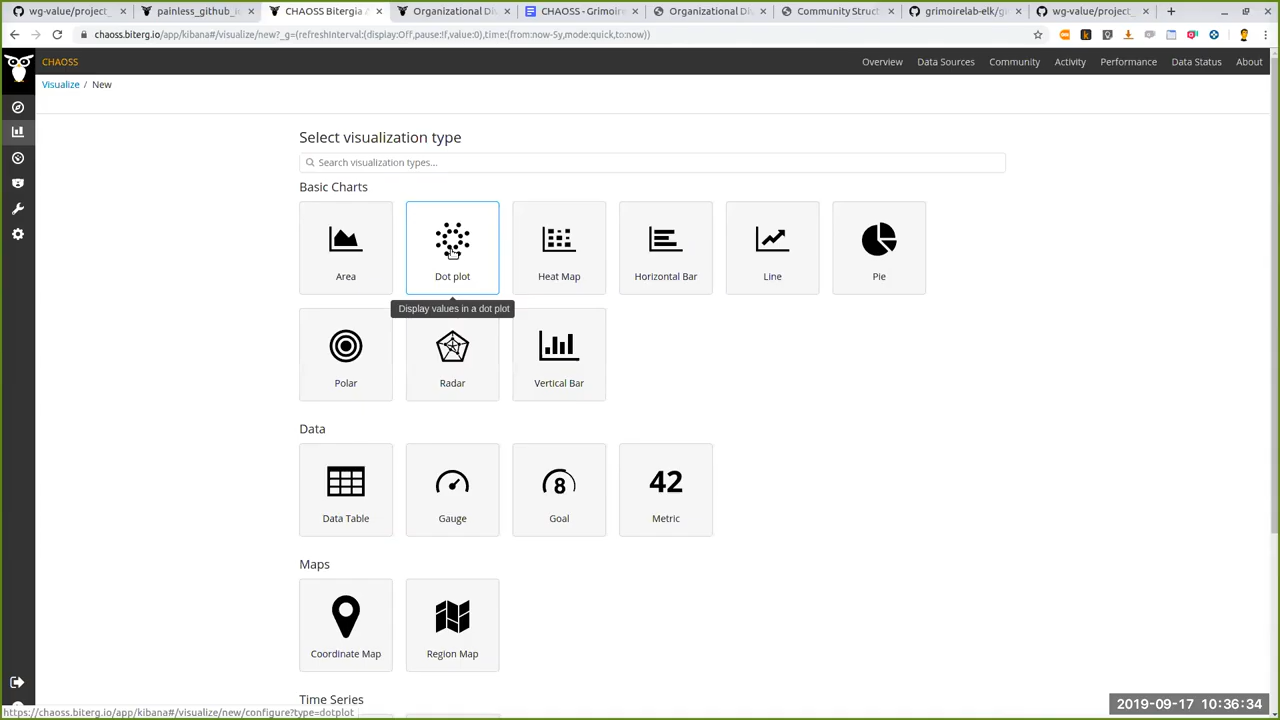 wg-value/project_
painless_github_i
CHAOSS Bitergia A
Organizational Div
CHAOSS - Grimoire
Organizational Div
Community Struct
grimoirelab-elk/g
wg-value/project_
chaoss.biterg.io/app/kibana#/visualize/new?_g=(refreshInterval:(display:Off,pause:!f,value:0),time:(from:now-5y,mode:quick,to:now))
CHAOSS
Overview
Data Sources
Community
Activity
Performance
Data Status
About
Visualize / New
Select visualization type
Search visualization types...
Basic Charts
Area
Dot plot
Heat Map
Horizontal Bar
Line
Pie
Display values in a dot plot
Polar
Radar
Vertical Bar
Data
8
42
Data Table
Gauge
Goal
Metric
Maps
Coordinate Map
Region Map
Time Series
https://chaoss.biterg.io/app/kibana#/visualize/new/configure?type=dotplot
2019-09-17 10:36:34